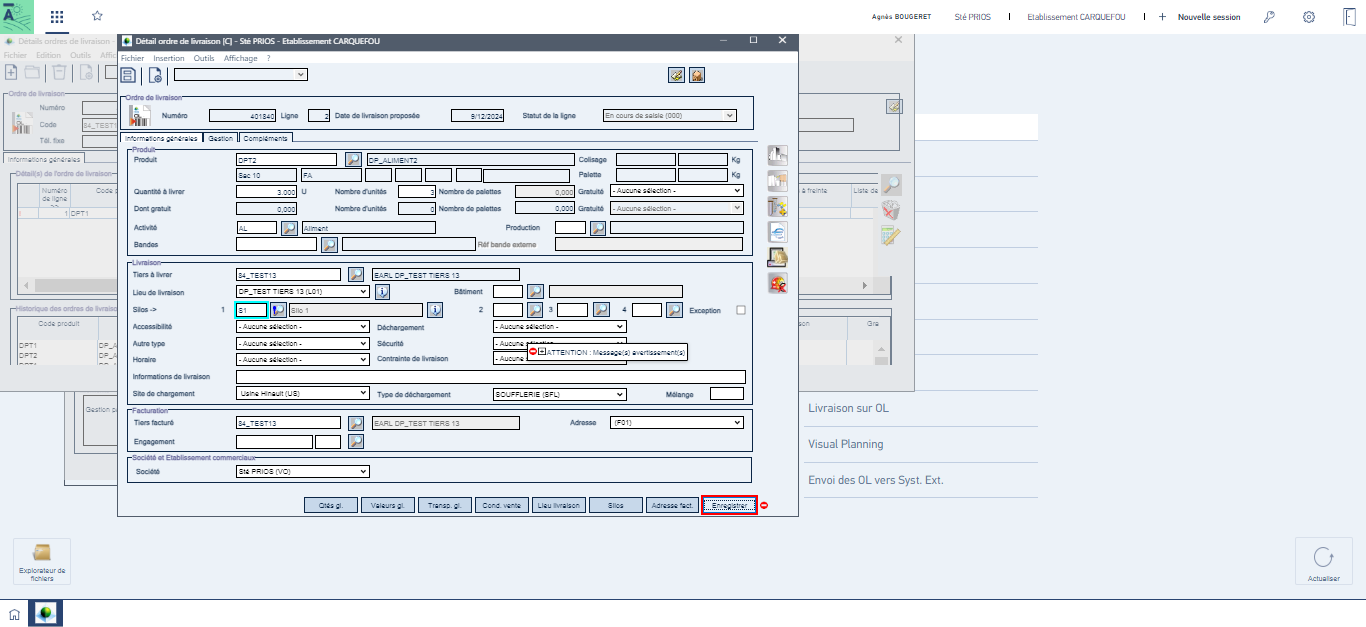 Agnès BOUGERET Sté PRIOS Etablissement CARQUEFOU + Nouvelle session
Détails ordres de livraison -
Fichier Edition Outils Affic
Ordre de livraison
Numéro
Code 84_TEST1
Tél. fixe
Informations générales
Détail(s) de l'ordre de livraison
Numéro de ligne Code p
1 DPT1
à freinte Liste de
Historique des ordres de livraison
Code produit
son Gra
DPT1 DP_A
DPT2 DP_A
DPT1 DP_A
Gestion p
Détail ordre de livraison [C] - Sté PRIOS - Etablissement CARQUEFOU
Fichier Insertion Outils Affichage ?
Ordre de livraison
Numéro 401840 Ligne 2 Date de livraison proposée 9/12/2024 Statut de la ligne En cours de saisie (000)
Informations générales Gestion Compléments
Produit
Produit DPT2 DP_ALIMENT2 Colisage Kg
Sac 10 FA Palette Kg
Quantité à livrer 3.000 U Nombre d'unités 3 Nombre de palettes 0,000 Gratuité - Aucune sélection -
Dont gratuit 0,000 Nombre d'unités 0 Nombre de palettes 0,000 Gratuité - Aucune sélection -
Activité AL Aliment Production
Bandes Réf bande externe
Livraison
Tiers à livrer 84_TEST13 EARL DP_TEST TIERS 13
Lieu de livraison DP_TEST TIERS 13 (L01) Bâtiment
Silos -> 1 S1 Silo 1 2 3 4 Exception
Accessibilité - Aucune sélection - Déchargement - Aucune sélection -
Autre type - Aucune sélection - Sécurité - Aucune
ATTENTION : Message(s) avertissement(s)
Horaire - Aucune sélection - Contrainte de livraison - Aucune
Informations de livraison
Site de chargement Usine Hinault (US) Type de déchargement SOUFFLERIE (SFL) Mélange
Facturation
Tiers facturé 84_TEST13 EARL DP_TEST TIERS 13 Adresse (F01)
Engagement
Société et Etablissement commerciaux
Société Sté PRIOS (VO)
Qtés gl. Valeurs gl. Transp. gl. Cond. vente Lieu livraison Silos Adresse fact. Enregistrer
Livraison sur OL
Visual Planning
Envoi des OL vers Syst. Ext.
Explorateur de fichiers
Actualiser